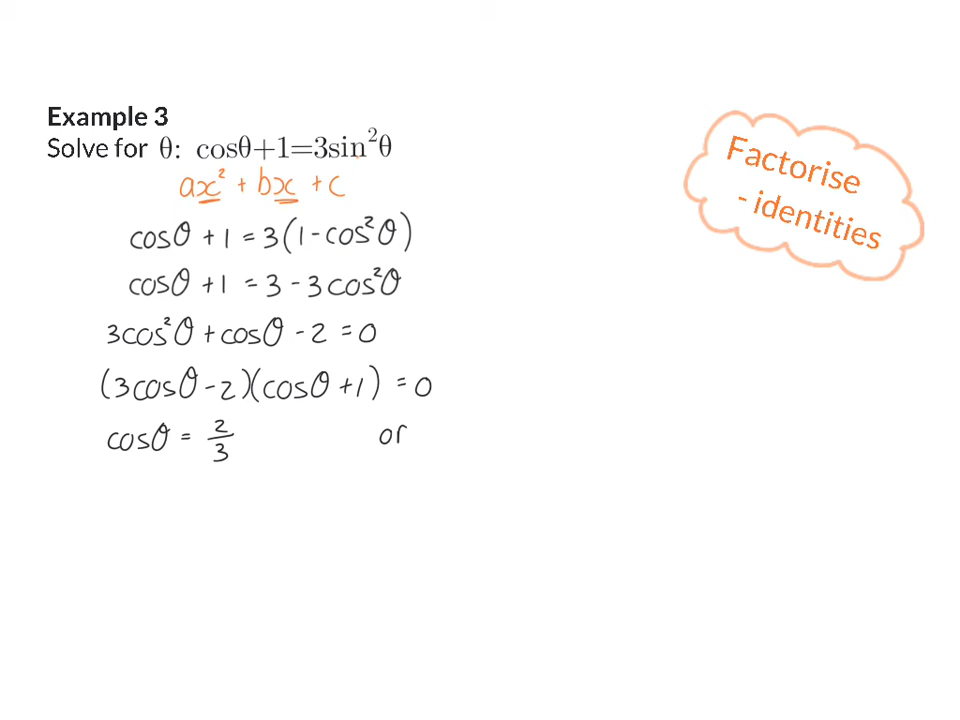 Example 3
Solve for θ: cosθ+1=3sin²θ
ax² + bx + c
cosθ + 1 = 3(1 - cos²θ)
cosθ + 1 = 3 - 3cos²θ
3cos²θ + cosθ - 2 = 0
(3cosθ - 2)(cosθ + 1) = 0
cosθ = 2/3 or
Factorise
- identities